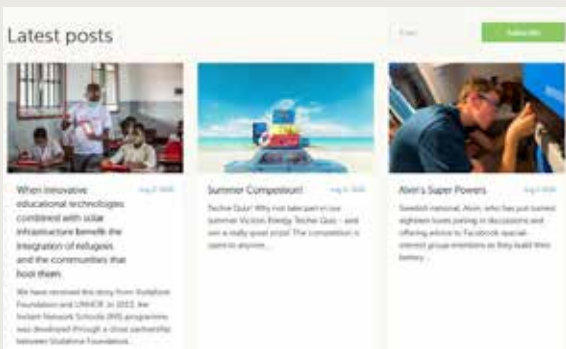 Latest posts
Subscribe
When innovative
educational technologies
combined with solar
infrastructure benefit the
integration of refugees
and the communities that
host them
We have received this story from Vodafone
Foundation and UNHCR. In 2013, the
Instant Network Schools (INS) programme
was developed through a close partnership
between Vodafone Foundation
Summer Competition!
Techie Quiz! Why not take part in our
summer Victron Energy Techie Quiz - and
win a really great prize! The competition is
open to anyone...
Alvin's Super Powers
Swedish national, Alvin, who has just turned
eighteen loves joining in discussions and
offering advice to Facebook special-
interest group members as they build their
battery...